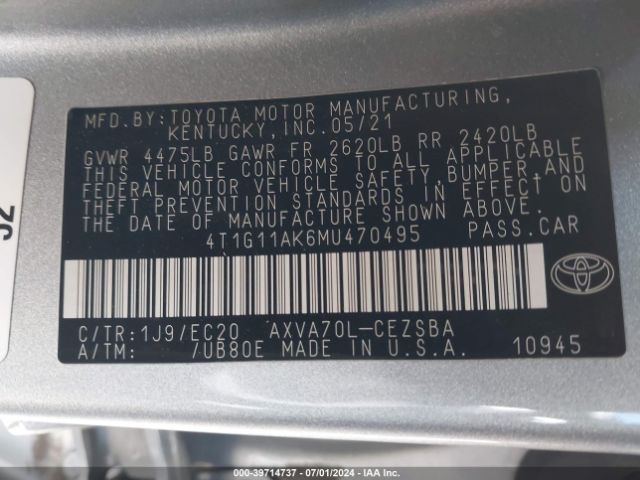 MFD.BY:TOYOTA MOTOR MANUFACTURING,
KENTUCKY,INC.05/21
GVWR 4475LB GAWR FR 2620LB RR 2420LB
THIS VEHICLE CONFORMS TO ALL APPLICABLE
FEDERAL MOTOR VEHICLE SAFETY,BUMPER,AND
THEFT PREVENTION STANDARDS IN EFFECT ON
THE DATE OF MANUFACTURE SHOWN ABOVE.
4T1G11AK6MU470495 PASS.CAR
C/TR:1J9/EC20 AXVA70L-CEZSBA
A/TM: /UB80E MADE IN U.S.A. 10945
000-39714737 - 07/01/2024 - IAA Inc.